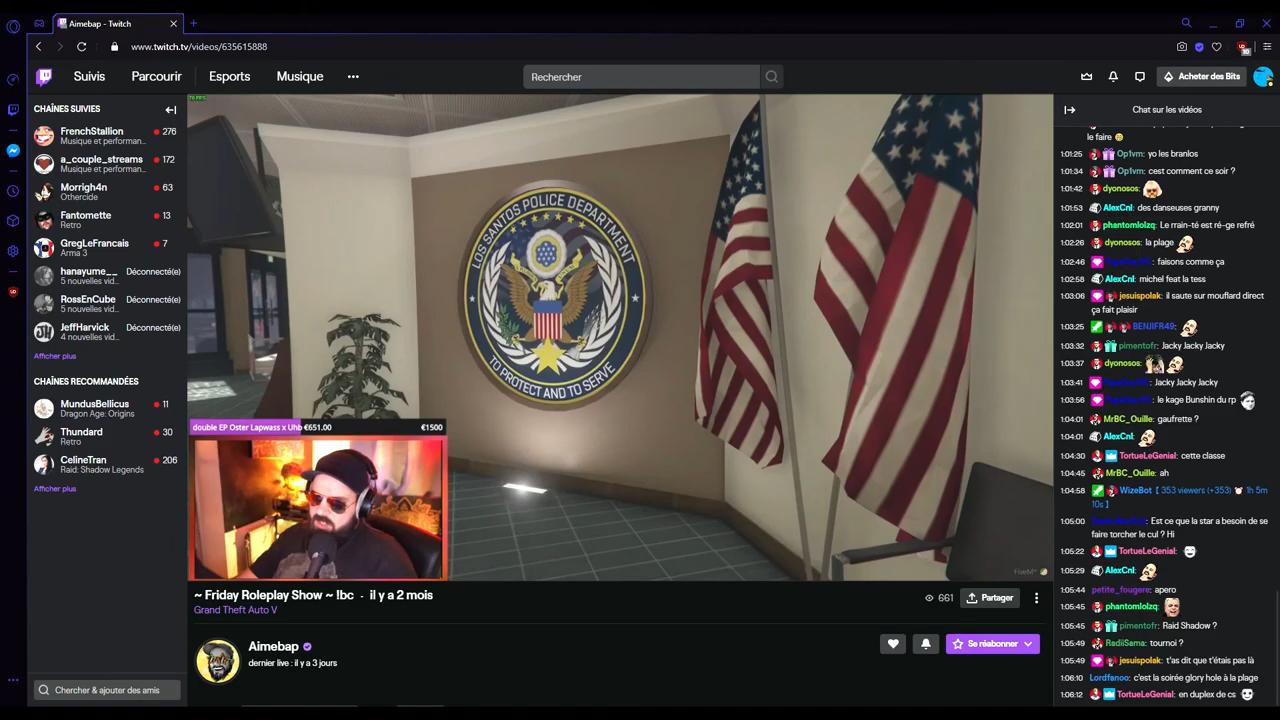 Aimebap - Twitch
www.twitch.tv/videos/635615888
Suivis
Parcourir
Esports
Musique
Rechercher
Acheter des Bits
CHAÎNES SUIVIES
FrenchStallion
276
Musique et performan...
a_couple_streams
172
Musique et performan...
Morrigh4n
63
Othercide
Fantomette
13
Retro
GregLeFrancais
7
Arma 3
hanayume__
Déconnecté(e)
5 nouvelles vid...
RossEnCube
Déconnecté(e)
5 nouvelles vid...
JeffHarvick
Déconnecté(e)
4 nouvelles vid...
Afficher plus
CHAÎNES RECOMMANDÉES
MundusBellicus
11
Dragon Age: Origins
Thundard
30
Retro
CelineTran
206
Raid: Shadow Legends
Afficher plus
Chercher & ajouter des amis
LOS SANTOS POLICE DEPARTMENT
TO PROTECT AND TO SERVE
double EP Oster Lapwass x Uhb €651.00
€1500
FiveM
~ Friday Roleplay Show ~ !bc - il y a 2 mois
Grand Theft Auto V
661
Partager
Aimebap
dernier live : il y a 3 jours
Se réabonner
Chat sur les vidéos
le faire
1:01:25 Op1vm: yo les branlos
1:01:34 Op1vm: cest comment ce soir ?
1:01:42 dyonosos:
1:01:53 AlexCnl: des danseuses granny
1:02:01 phantomlolzq: Le rrain-té est ré-ge refré
1:02:26 dyonosos: la plage
1:02:46 faisons comme ça
1:02:58 AlexCnl: michel feat la tess
1:03:06 jesuispolak: il saute sur mouflard direct
ça fait plaisir
1:03:25 BENJIFR49:
1:03:32 pimentofr: Jacky Jacky Jacky
1:03:37 dyonosos:
1:03:41 Jacky Jacky Jacky
1:03:56 le kage Bunshin du rp
1:04:01 MrBC_Ouille: gaufrette ?
1:04:01 AlexCnl:
1:04:30 TortueLeGenial: cette classe
1:04:45 MrBC_Ouille: ah
1:04:58 WizeBot 【 353 viewers (+353) 1h 5m
10s 】
1:05:00 Est ce que la star a besoin de se
faire torcher le cul ? Hi
1:05:22 TortueLeGenial:
1:05:29 AlexCnl:
petite_fougere: apero
1:05:45 phantomlolzq:
1:05:45 pimentofr: Raid Shadow ?
1:05:49 RadiiSama: tournoi ?
1:05:49 jesuispolak: t'as dit que t'étais pas là
1:06:10 Lordfanoo: c'est la soirée glory hole à la plage
1:06:12 TortueLeGenial: en duplex de cs